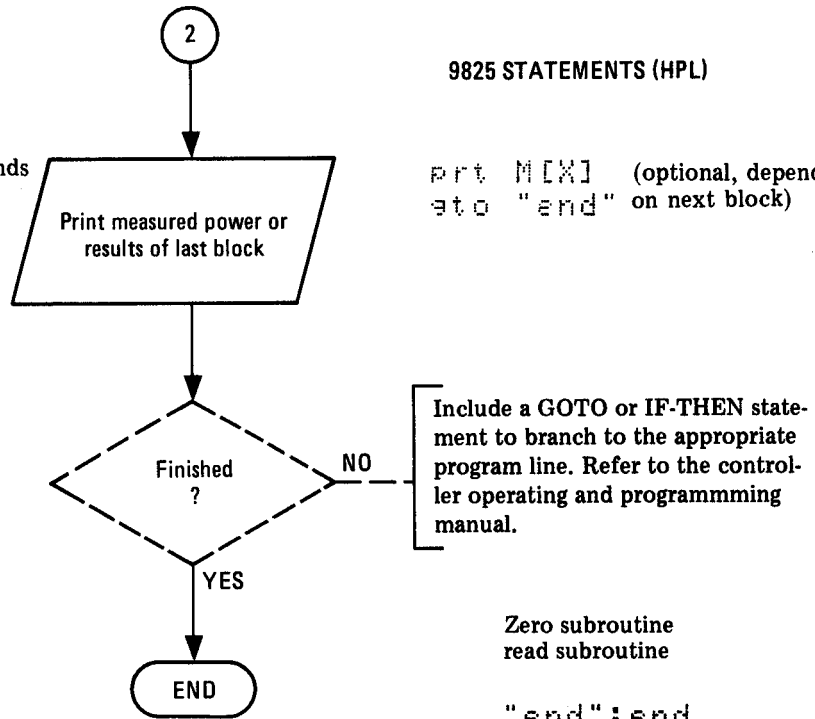 2
9825 STATEMENTS (HPL)
nds
Print measured power or
results of last block
prt M[X] (optional, depend
gto "end" on next block)
Finished
?
NO
Include a GOTO or IF-THEN state-
ment to branch to the appropriate
program line. Refer to the control-
ler operating and programmming
manual.
YES
END
Zero subroutine
read subroutine
"end":end